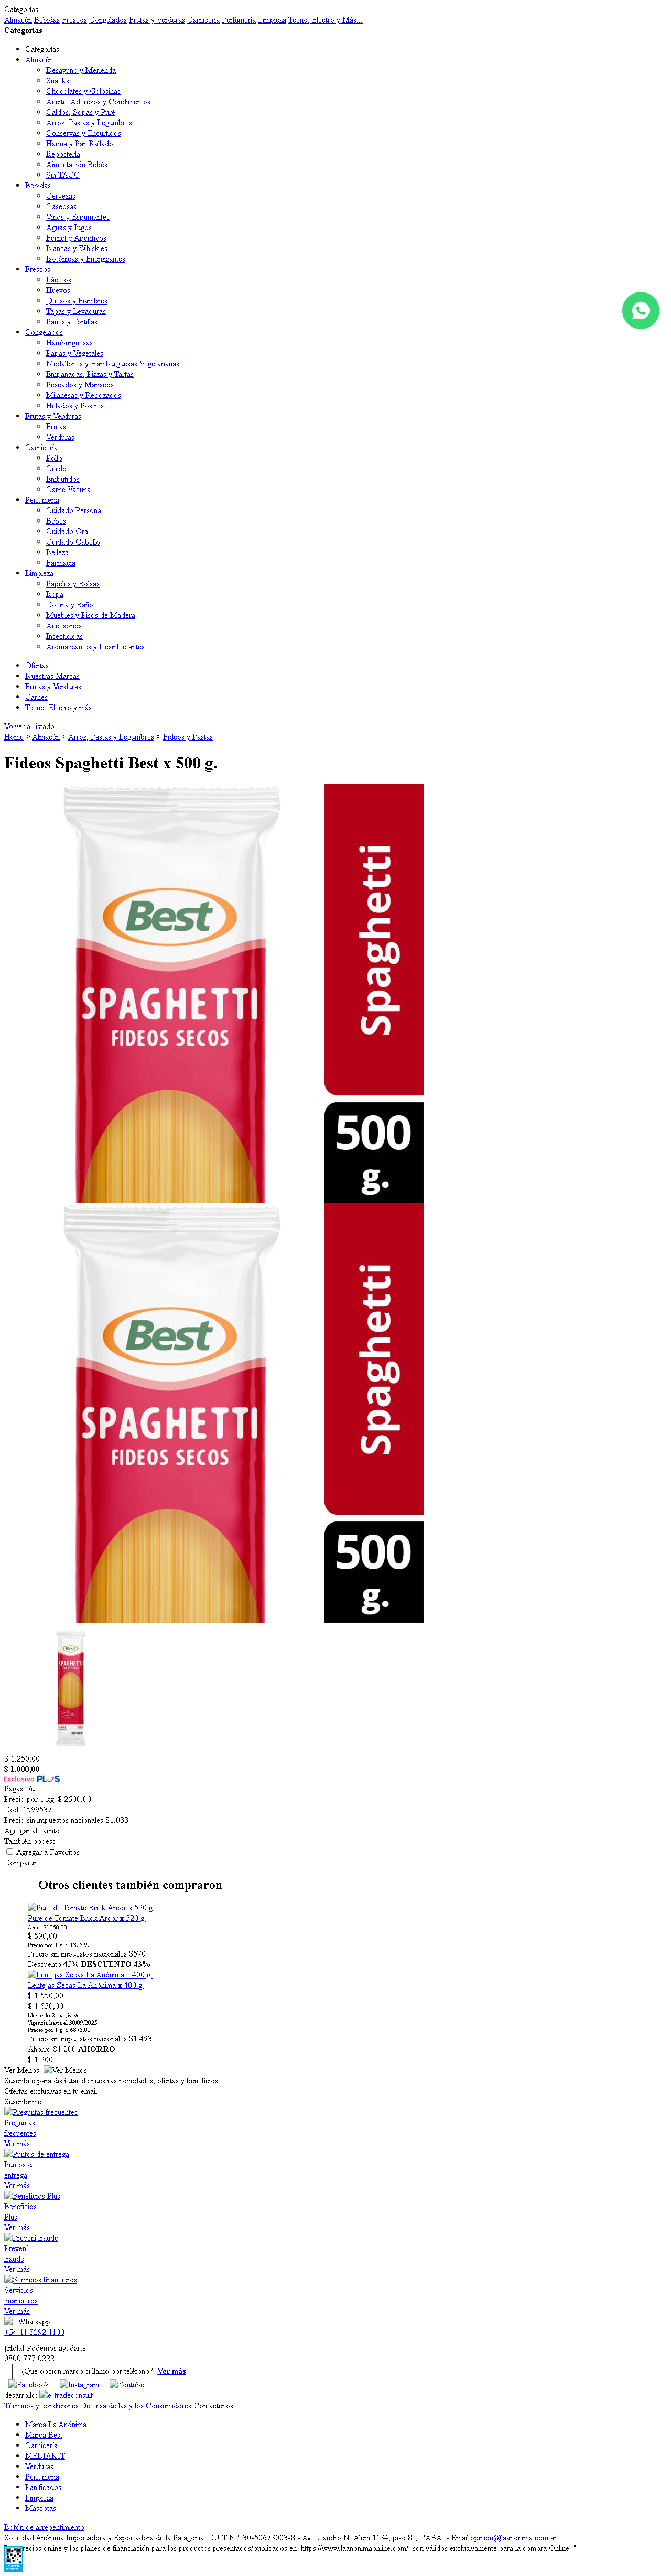 Categorías
Almacén Bebidas Frescos Congelados Frutas y Verduras Carnicería Perfumería Limpieza Tecno, Electro y Más...
Categorias
Categorías
Almacén
Desayuno y Merienda
Snacks
Chocolates y Golosinas
Aceite, Aderezos y Condimentos
Caldos, Sopas y Puré
Arroz, Pastas y Legumbres
Conservas y Encurtidos
Harina y Pan Rallado
Repostería
Aimentación Bebés
Sin TACC
Bebidas
Cervezas
Gaseosas
Vinos y Espumantes
Aguas y Jugos
Fernet y Aperitivos
Blancas y Whiskies
Isotónicas y Energizantes
Frescos
Lácteos
Huevos
Quesos y Fiambres
Tapas y Levaduras
Panes y Tortillas
Congelados
Hamburguesas
Papas y Vegetales
Medallones y Hamburguesas Vegetarianas
Empanadas, Pizzas y Tartas
Pescados y Mariscos
Milanesas y Rebozados
Helados y Postres
Frutas y Verduras
Frutas
Verduras
Carnicería
Pollo
Cerdo
Embutidos
Carne Vacuna
Perfumería
Cuidado Personal
Bebés
Cuidado Oral
Cuidado Cabello
Belleza
Farmacia
Limpieza
Papeles y Bolsas
Ropa
Cocina y Baño
Muebles y Pisos de Madera
Accesorios
Insecticidas
Aromatizantes y Desinfectantes
Ofertas
Nuestras Marcas
Frutas y Verduras
Carnes
Tecno, Electro y más...
Volver al listado
Home > Almacén > Arroz, Pastas y Legumbres > Fideos y Pastas
Fideos Spaghetti Best x 500 g.
Best
SPAGHETTI
FIDEOS SECOS
Spaghetti
500
g.
Best
SPAGHETTI
FIDEOS SECOS
Spaghetti
500
g.
Best
SPAGHETTI
FIDEOS SECOS
$ 1.250,00
$ 1.000,00
Exclusivo PLUS
Pagás c/u
Precio por 1 kg: $ 2500.00
Cod. 1599537
Precio sin impuestos nacionales $1.033
Agregar al carrito
También podess
Agregar a Favoritos
Compartir
Otros clientes también compraron
Pure de Tomate Brick Arcor x 520 g.
Pure de Tomate Brick Arcor x 520 g.
Antes $1050.00
$ 590,00
Precio por 1 g: $ 1326.92
Precio sin impuestos nacionales $570
Descuento 43% DESCUENTO 43%
Lentejas Secas La Anónima x 400 g.
Lentejas Secas La Anónima x 400 g.
$ 1.550,00
$ 1.650,00
Llevando 2, pagás c/u
Vigencia hasta el 30/09/2025
Precio por 1 g: $ 6875.00
Precio sin impuestos nacionales $1.493
Ahorro $1.200 AHORRO
$ 1.200
Ver Menos Ver Menos
Suscribite para disfrutar de nuestras novedades, ofertas y beneficios
Ofertas exclusivas en tu email
Suscribirme
Preguntas frecuentes
Preguntas
frecuentes
Ver más
Puntos de entrega
Puntos de
entrega
Ver más
Beneficios Plus
Beneficios
Plus
Ver más
Prevení fraude
Prevení
fraude
Ver más
Servicios financieros
Servicios
financieros
Ver más
Whatsapp
+54 11 3292 1100
¡Hola! Podemos ayudarte
0800 777 0222
¿Que opción marco si llamo por teléfono? Ver más
Facebook Instagram Youtube
desarrollo: e-tradeconsult
Términos y condiciones Defensa de las y los Consumidores Contáctenos
Marca La Anónima
Marca Best
Carnicería
MEDIAKIT
Verduras
Perfumeria
Panificados
Limpieza
Mascotas
Botón de arrepentimiento
Sociedad Anónima Importadora y Exportadora de la Patagonia CUIT Nº 30-50673003-8 - Av. Leandro N. Alem 1134, piso 8º, CABA. - Email:opinion@laanonima.com.ar
precios online y los planes de financiación para los productos presentados/publicados en https://www.laanonimaonline.com/ son válidos exclusivamente para la compra Online. "